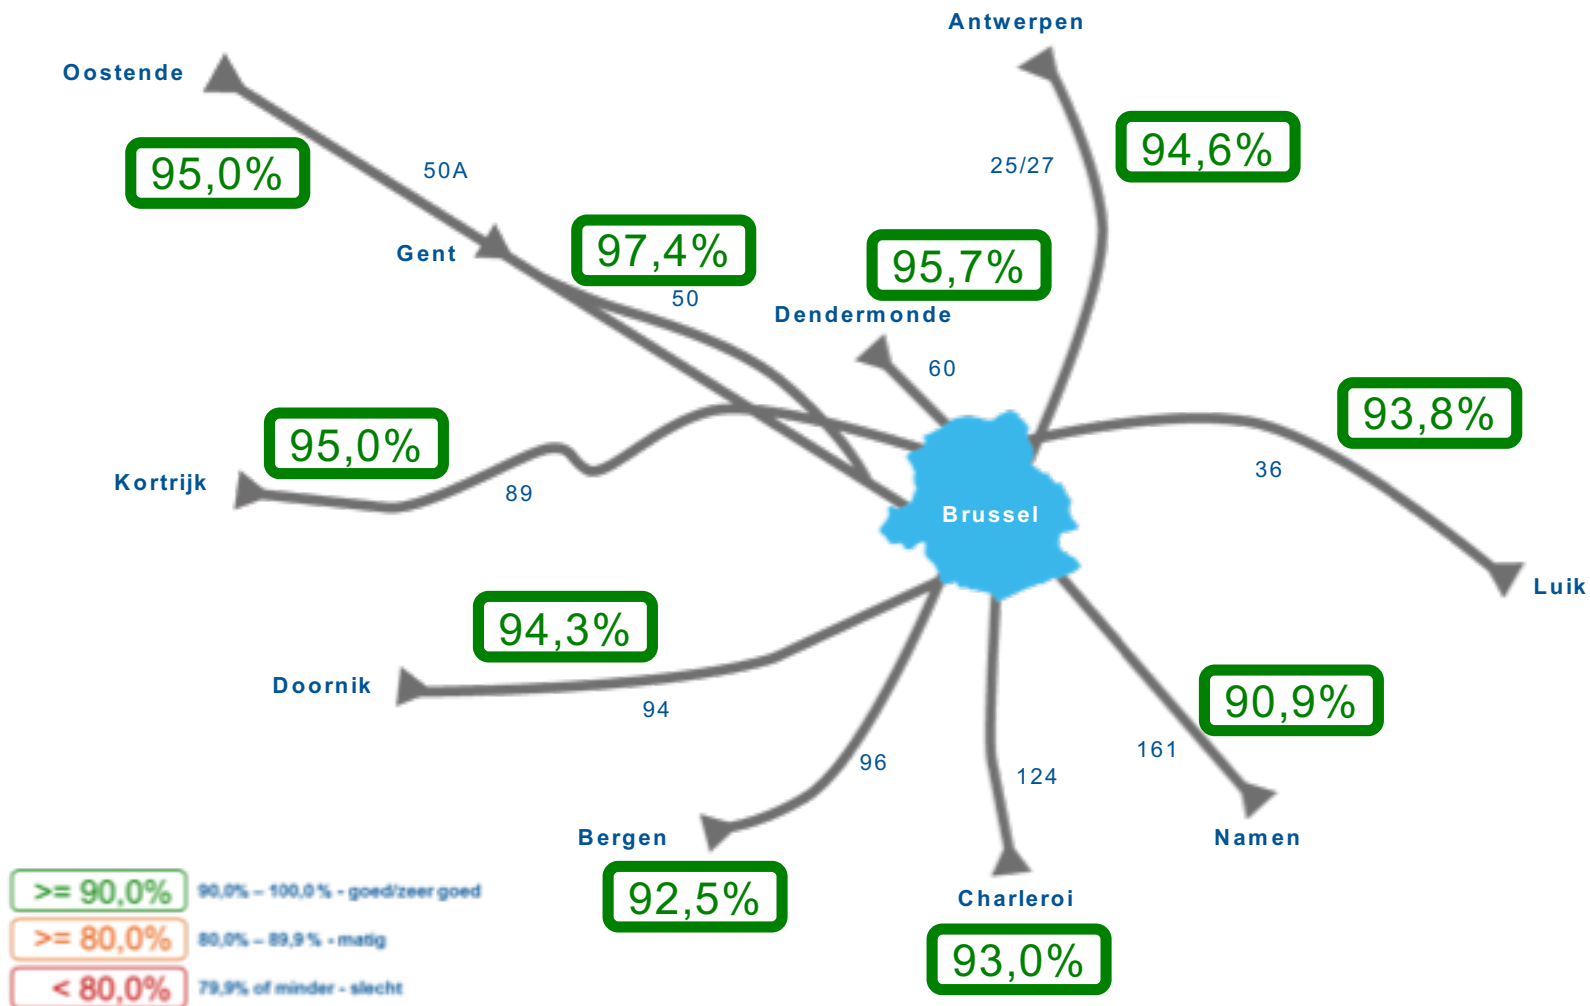 Antwerpen
Oostende
94,6%
95,0%
50A
25/27
Gent
97,4%
95,7%
50
Dendermonde
60
93,8%
95,0%
36
Kortrijk
89
Brussel
Luik
94,3%
Doornik
94
90,9%
161
96
124
Bergen
Namen
92,5%
Charleroi
93,0%
>= 90,0% 90,0% – 100,0 % - goed/zeer goed
>= 80,0% 80,0% – 89,9 % - matig
< 80,0% 79,9% of minder - slecht